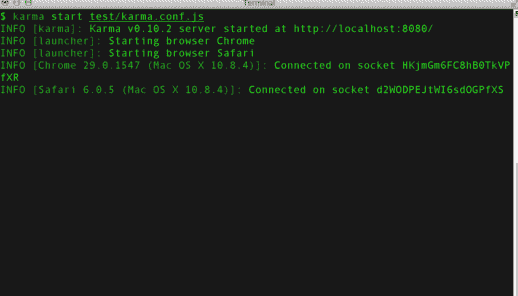 Terminal
$ karma start test/karma.conf.js
INFO [karma]: Karma v0.10.2 server started at http://localhost:8080/
INFO [launcher]: Starting browser Chrome
INFO [launcher]: Starting browser Safari
INFO [Chrome 29.0.1547 (Mac OS X 10.8.4)]: Connected on socket HKjmGm6FC8hB0TkVP
fXR
INFO [Safari 6.0.5 (Mac OS X 10.8.4)]: Connected on socket d2WODPEJtWI6sdOGPfXS